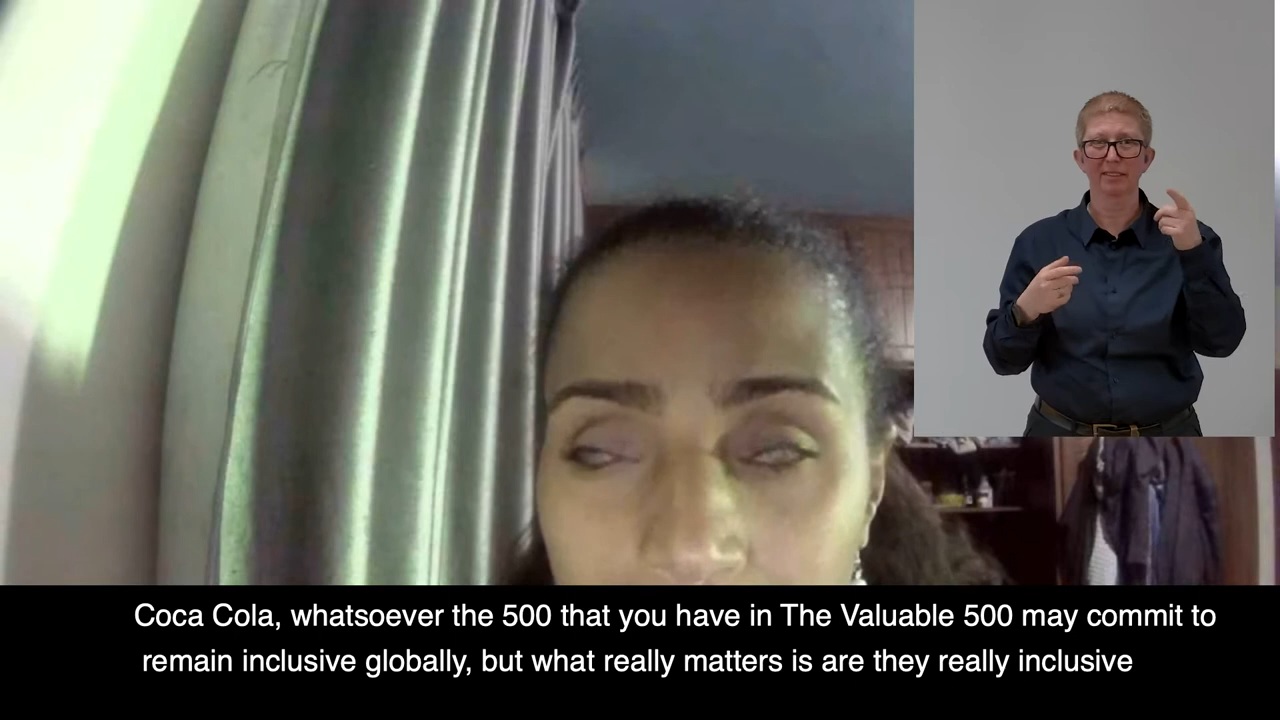 Coca Cola, whatsoever the 500 that you have in The Valuable 500 may commit to
remain inclusive globally, but what really matters is are they really inclusive